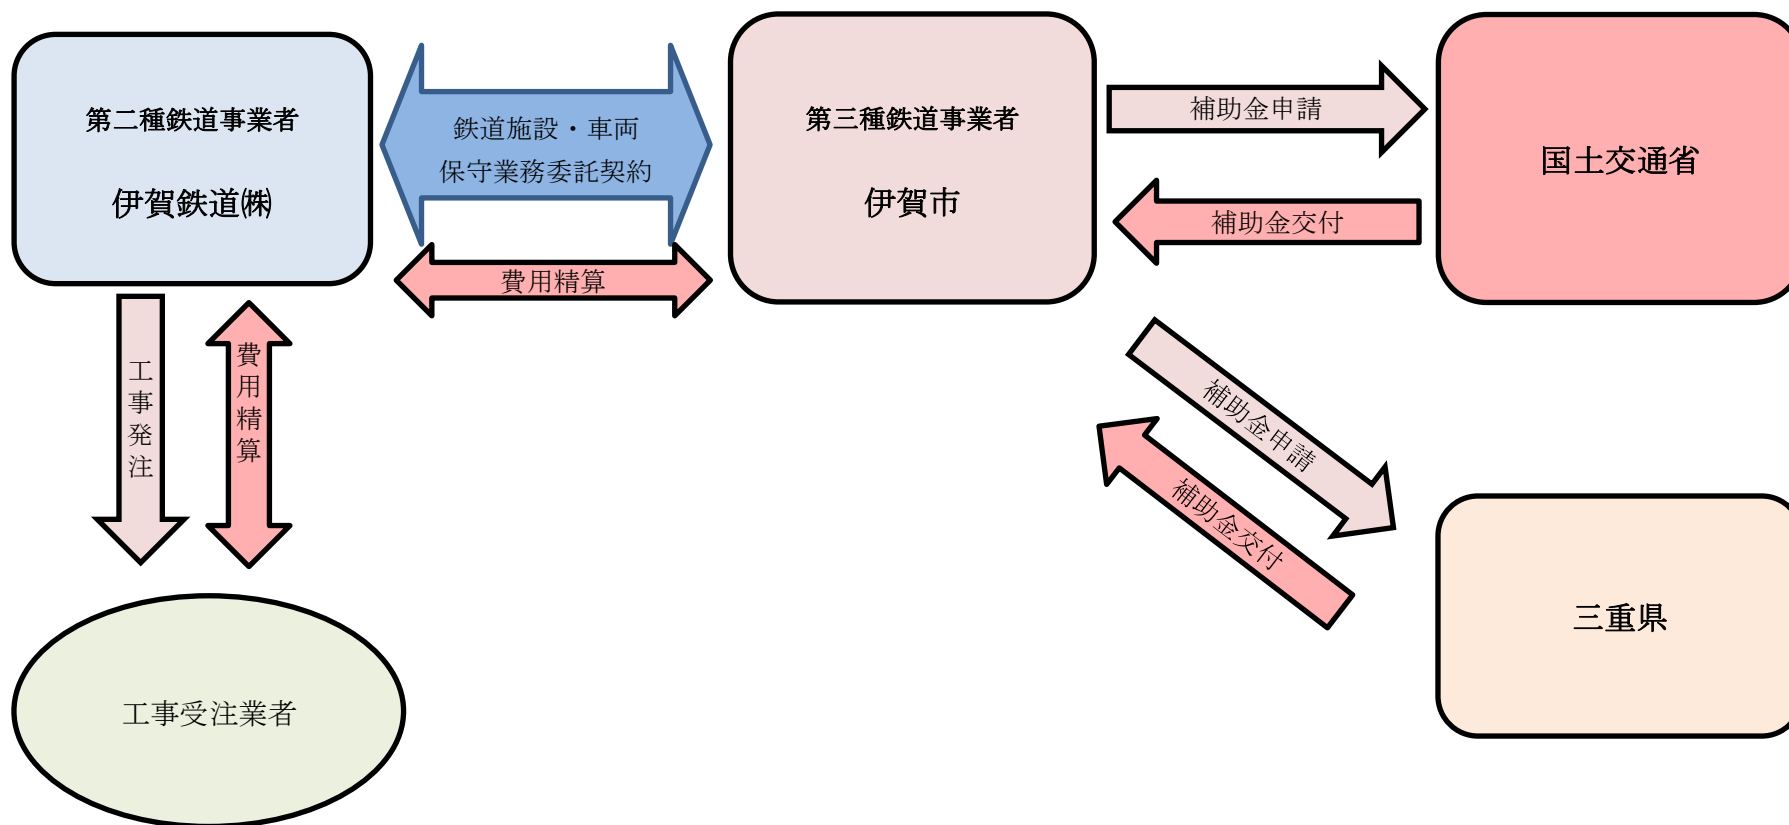 第二種鉄道事業者
伊賀鉄道㈱
鉄道施設・車両
保守業務委託契約
費用精算
第三種鉄道事業者
伊賀市
補助金申請
補助金交付
国土交通省
工事発注
費用精算
補助金申請
補助金交付
工事受注業者
三重県